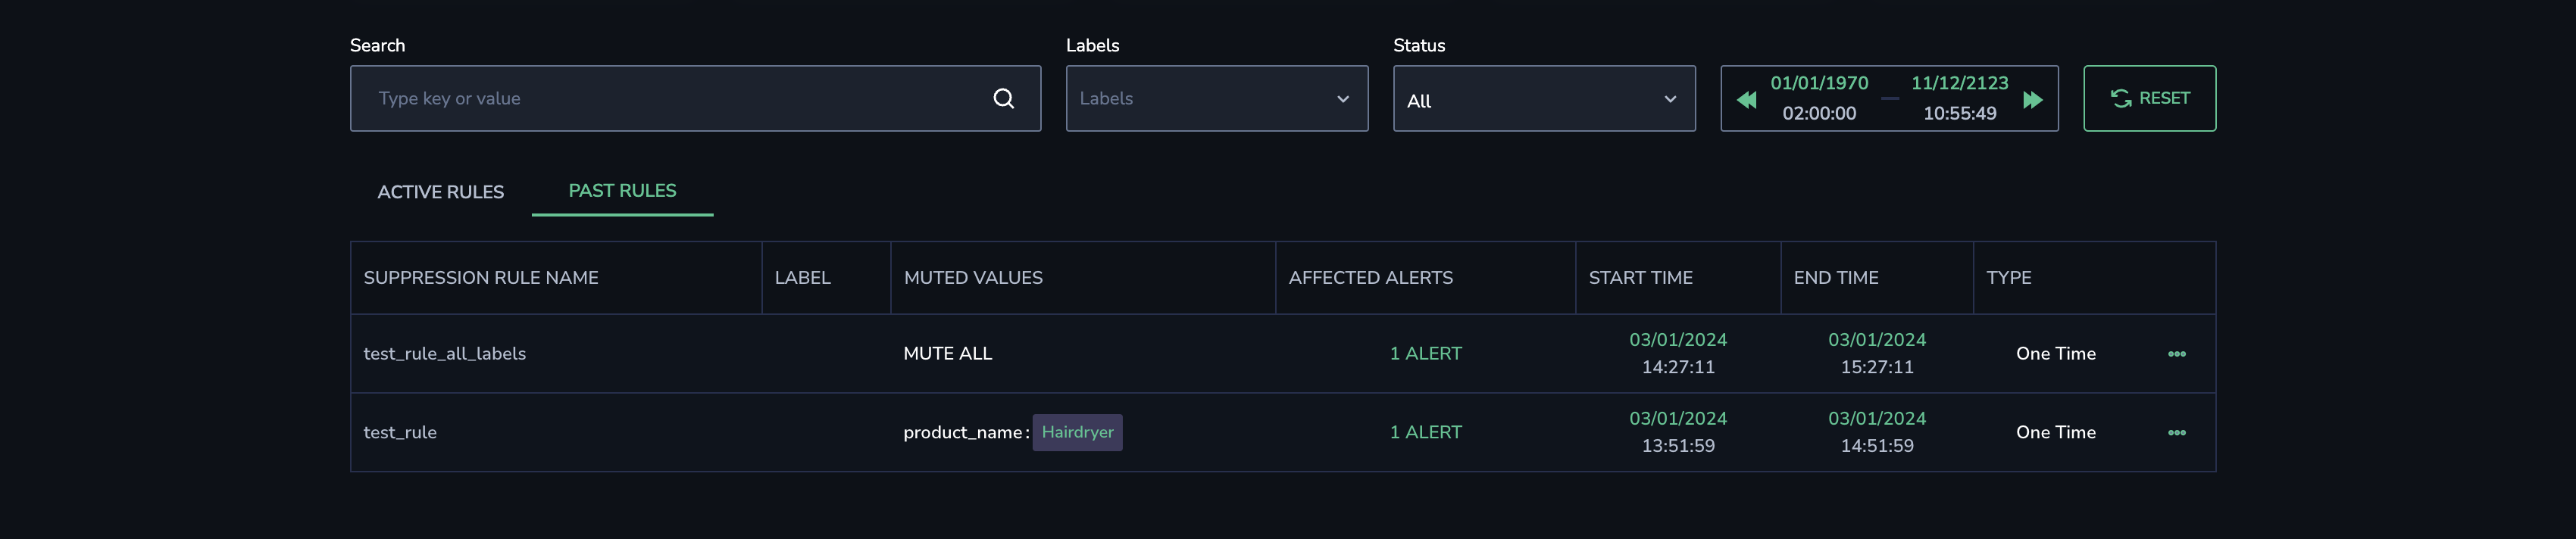 Search
Labels
Status
Type key or value
Labels
All
01/01/1970 — 11/12/2123
02:00:00 10:55:49
RESET
ACTIVE RULES
PAST RULES
SUPPRESSION RULE NAME LABEL MUTED VALUES AFFECTED ALERTS START TIME END TIME TYPE
test_rule_all_labels MUTE ALL 1 ALERT 03/01/2024 14:27:11 03/01/2024 15:27:11 One Time
test_rule product_name: Hairdryer 1 ALERT 03/01/2024 13:51:59 03/01/2024 14:51:59 One Time